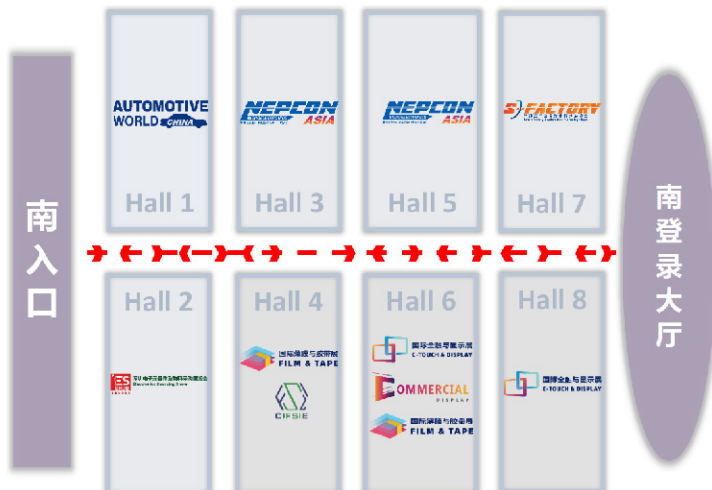 南入口
AUTOMOTIVE
WORLD CHINA
Hall 1
NEPCON
ASIA
Hall 3
NEPCON
ASIA
Hall 5
S-FACTORY
Hall 7
南登录大厅
Hall 2
ES
Hall 4
国际薄膜与胶带展
FILM & TAPE
CIFSIE
Hall 6
国际全触与显示展
C-TOUCH & DISPLAY
COMMERCIAL
DISPLAY
国际薄膜与胶带展
FILM & TAPE
Hall 8
国际全触与显示展
C-TOUCH & DISPLAY